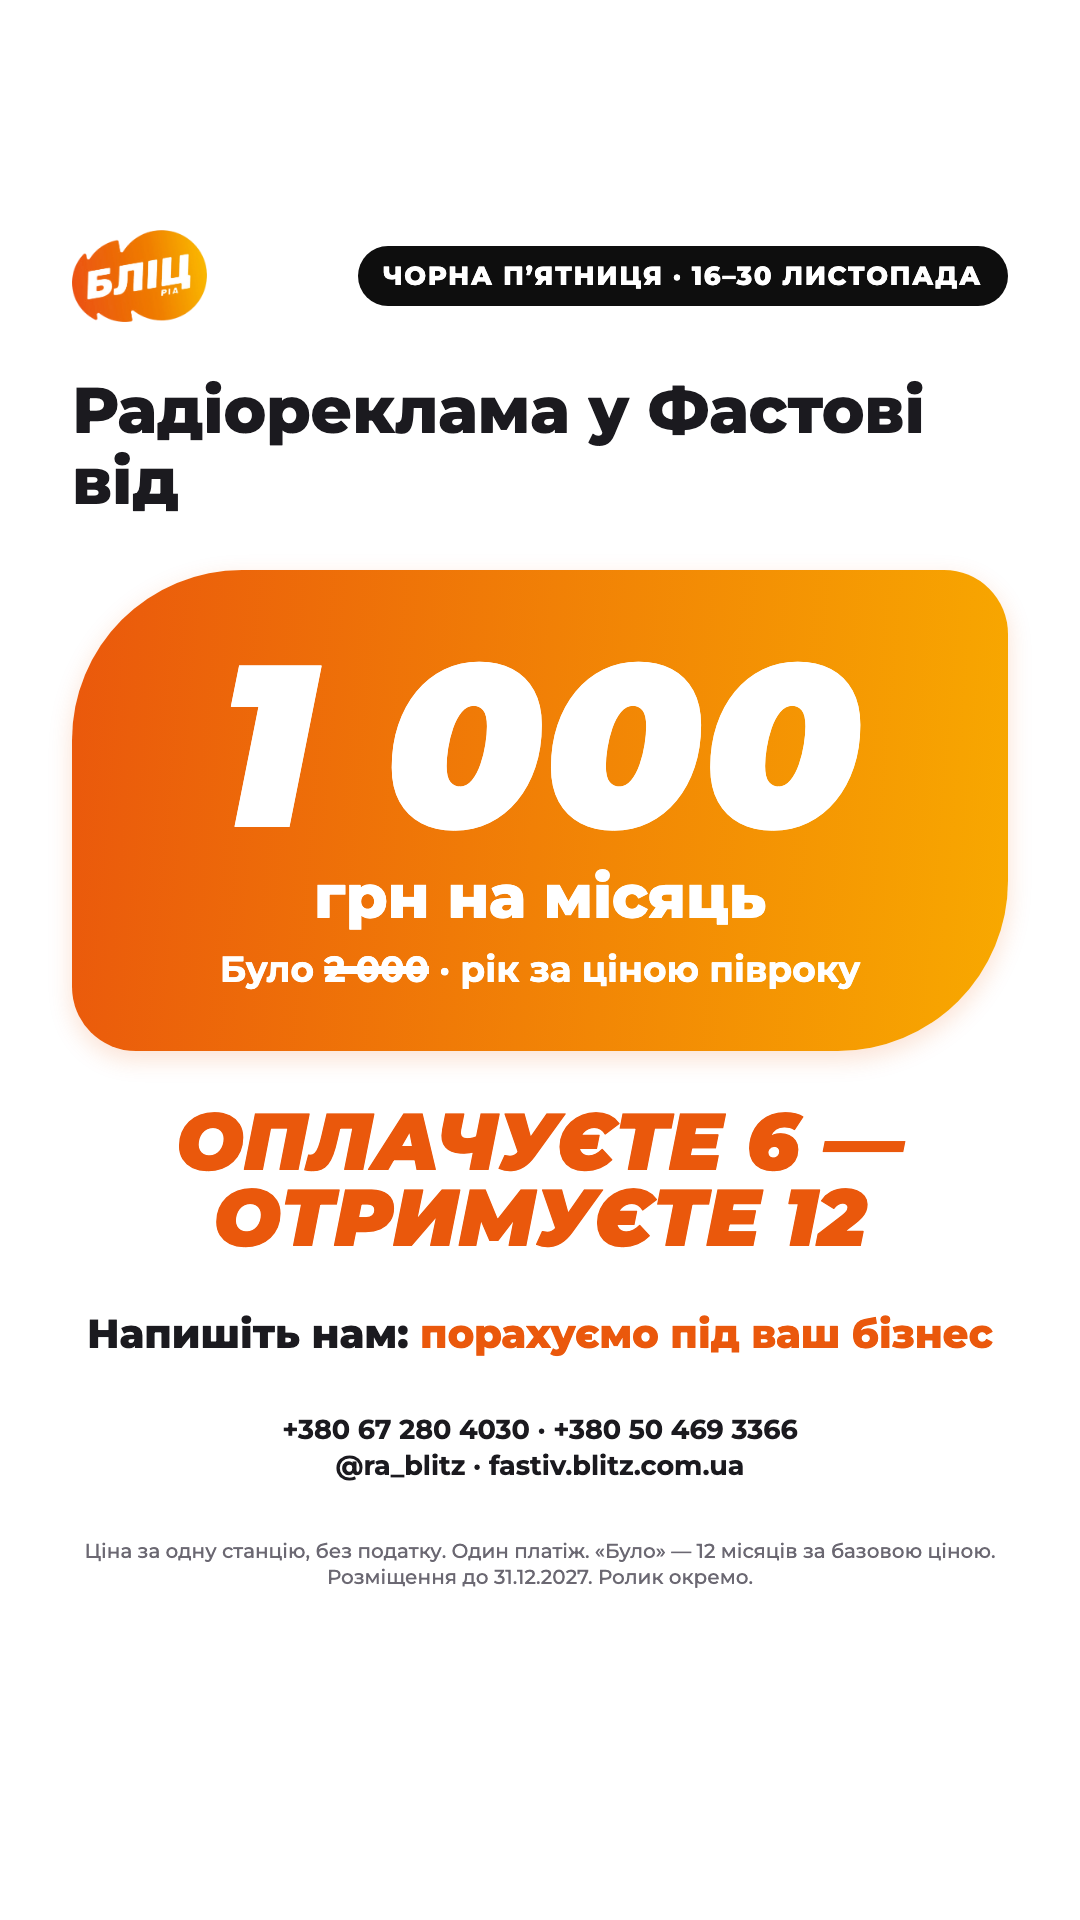 БЛІЦ
РІА
ЧОРНА П’ЯТНИЦЯ · 16–30 ЛИСТОПАДА
Радіореклама у Фастові
від
1 000
грн на місяць
Було 2 000 · рік за ціною півроку
ОПЛАЧУЄТЕ 6 —
ОТРИМУЄТЕ 12
Напишіть нам: порахуємо під ваш бізнес
+380 67 280 4030 · +380 50 469 3366
@ra_blitz · fastiv.blitz.com.ua
Ціна за одну станцію, без податку. Один платіж. «Було» — 12 місяців за базовою ціною.
Розміщення до 31.12.2027. Ролик окремо.